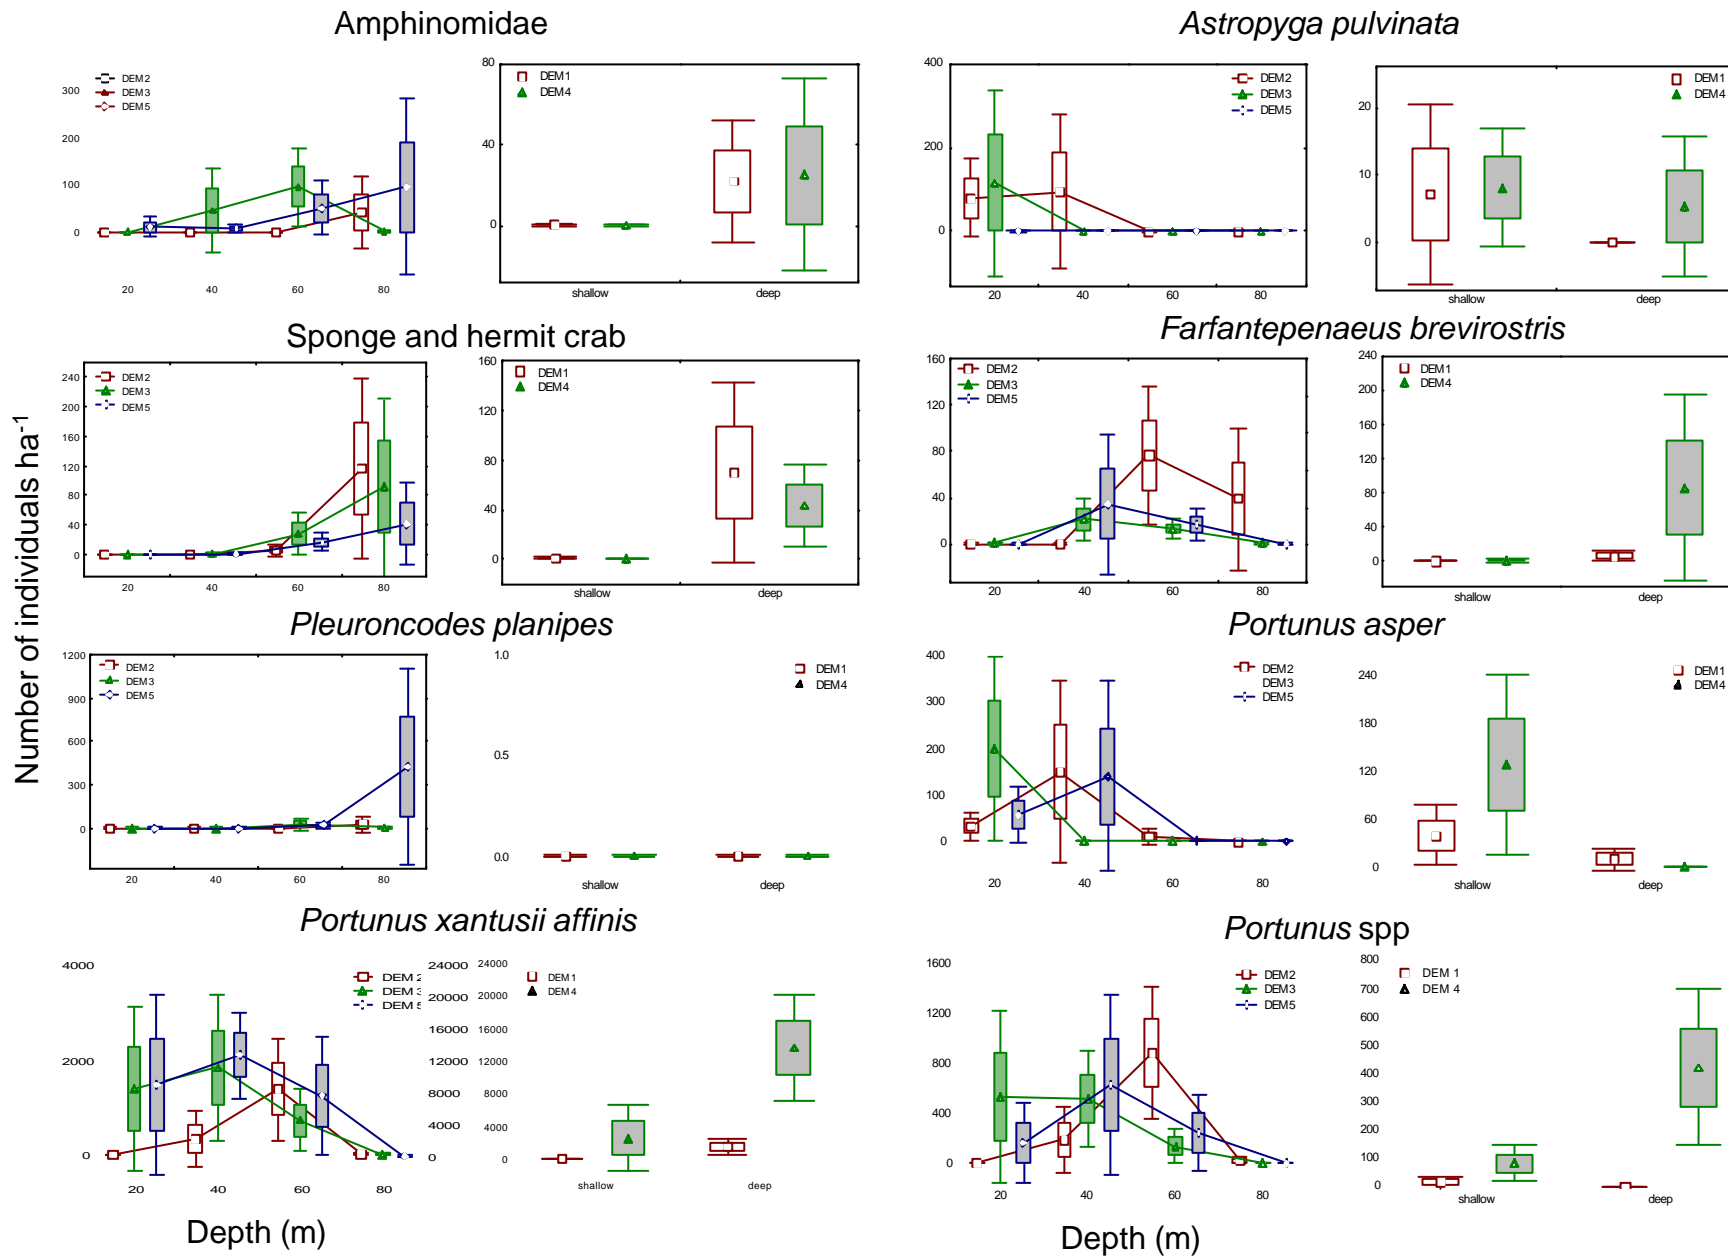 Amphinomidae
Astropyga pulvinata
DEM2
DEM3
DEM5
300
200
100
0
20
40
60
80
DEM1
DEM4
80
40
0
shallow
deep
DEM2
DEM3
DEM5
400
200
0
20
40
60
80
DEM1
DEM4
20
10
0
shallow
deep
Sponge and hermit crab
Farfantepenaeus brevirostris
DEM2
DEM3
DEM5
240
200
160
120
80
40
0
20
40
60
80
DEM1
DEM4
160
120
80
40
0
shallow
deep
DEM2
DEM3
DEM5
160
120
80
40
0
20
40
60
80
DEM1
DEM4
240
200
160
120
80
40
0
shallow
deep
Number of individuals ha-1
Pleuroncodes planipes
Portunus asper
DEM2
DEM3
DEM5
1200
900
600
300
0
20
40
60
80
DEM1
DEM4
1.0
0.5
0.0
shallow
deep
DEM2
DEM3
DEM5
400
300
200
100
0
20
40
60
80
DEM1
DEM4
240
180
120
60
0
shallow
deep
Portunus xantusii affinis
Portunus spp
DEM 2
DEM 3
DEM 5
4000
2000
0
20
40
60
80
24000
20000
16000
12000
8000
4000
0
DEM 1
DEM 4
24000
20000
16000
12000
8000
4000
0
shallow
deep
DEM2
DEM3
DEM5
1600
1200
800
400
0
20
40
60
80
DEM 1
DEM 4
800
700
600
500
400
300
200
100
0
shallow
deep
Depth (m)
Depth (m)